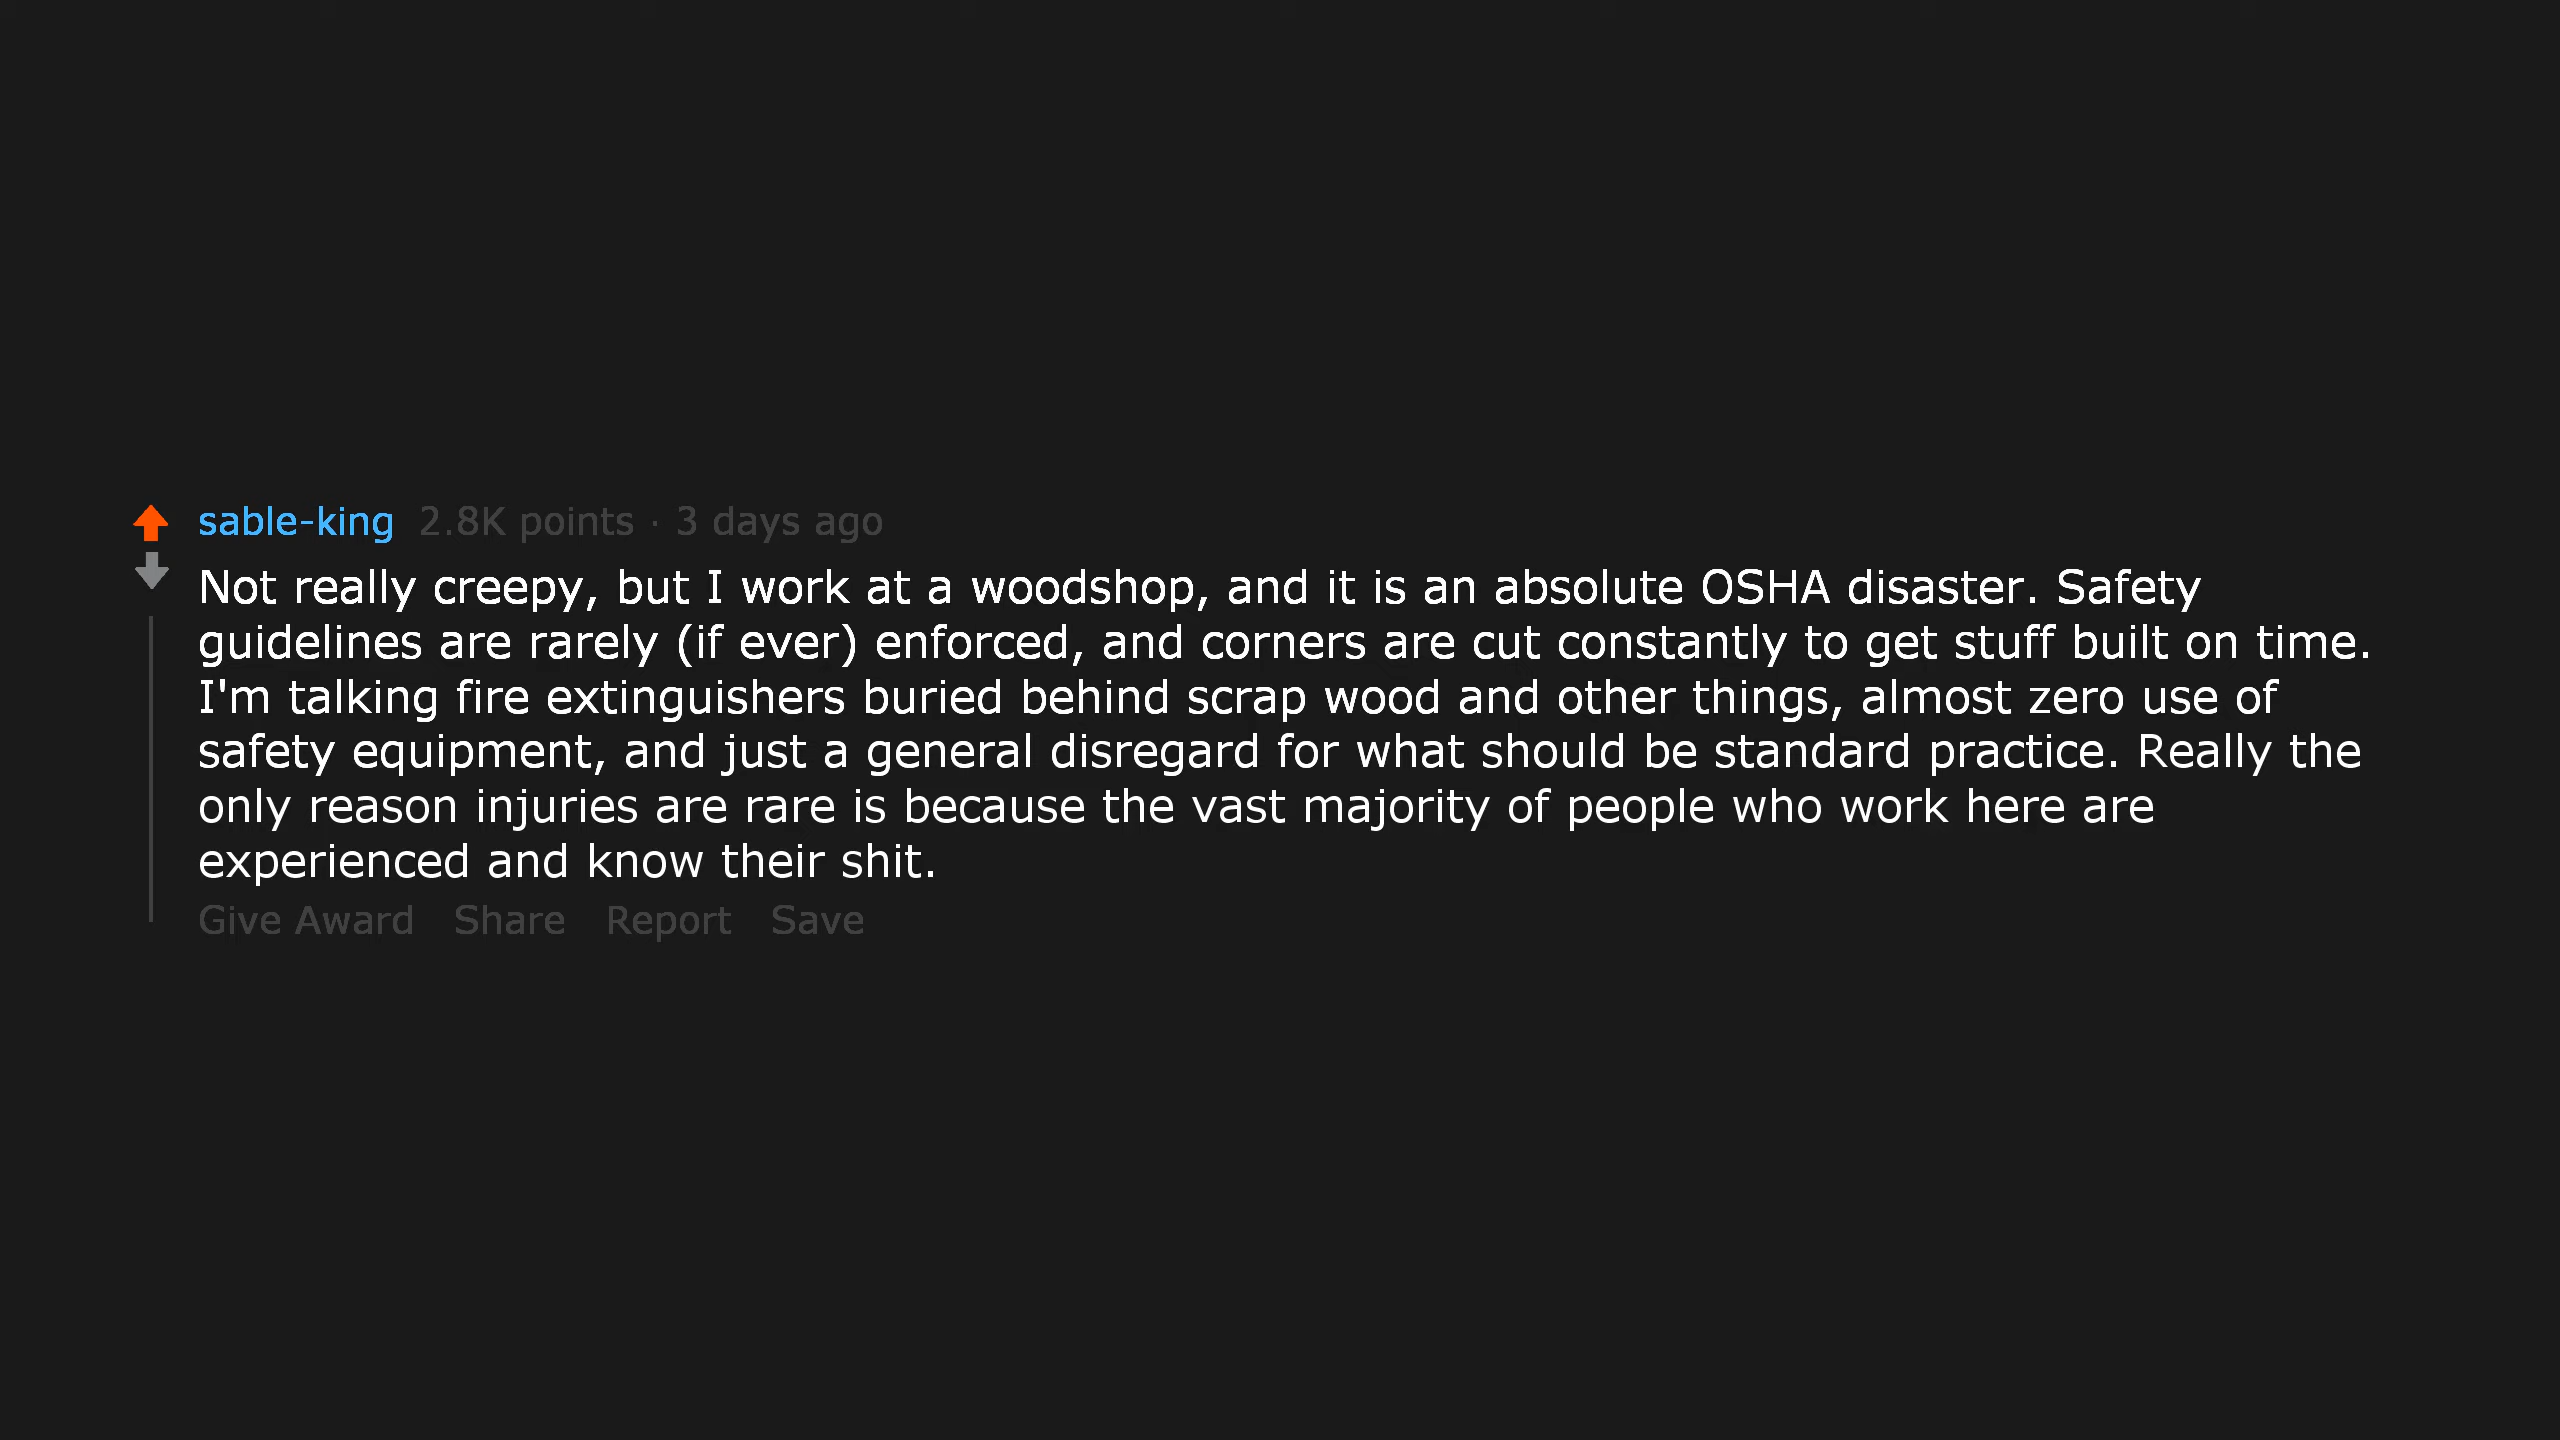 sable-king 2.8K points · 3 days ago
Not really creepy, but I work at a woodshop, and it is an absolute OSHA disaster. Safety
guidelines are rarely (if ever) enforced, and corners are cut constantly to get stuff built on time.
I'm talking fire extinguishers buried behind scrap wood and other things, almost zero use of
safety equipment, and just a general disregard for what should be standard practice. Really the
only reason injuries are rare is because the vast majority of people who work here are
experienced and know their shit.
Give Award Share Report Save